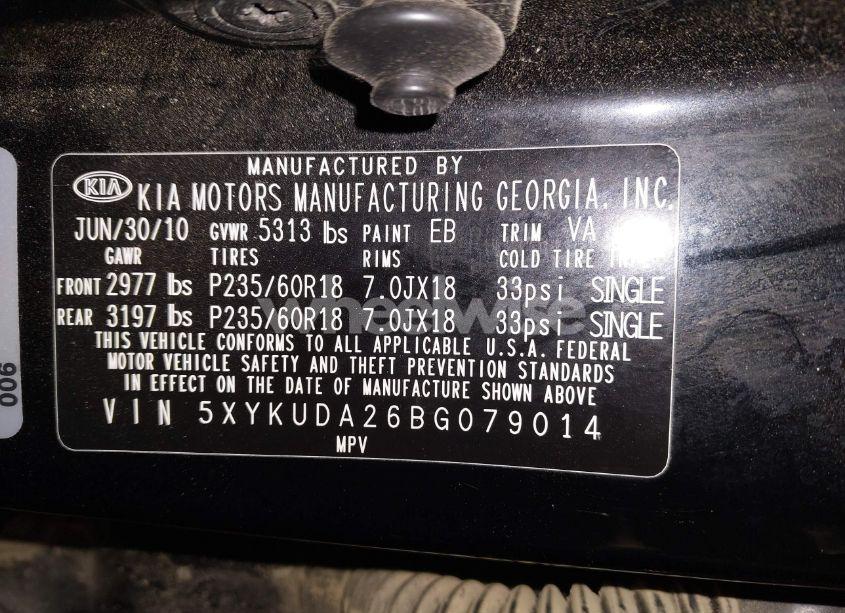 MANUFACTURED BY
KIA KIA MOTORS MANUFACTURING GEORGIA, INC.
JUN/30/10 GVWR 5313 lbs PAINT EB TRIM VA
GAWR TIRES RIMS COLD TIRE
FRONT 2977 lbs P235/60R18 7.0JX18 33psi SINGLE
REAR 3197 lbs P235/60R18 7.0JX18 33psi SINGLE
wheelwise
THIS VEHICLE CONFORMS TO ALL APPLICABLE U.S.A. FEDERAL
MOTOR VEHICLE SAFETY AND THEFT PREVENTION STANDARDS
IN EFFECT ON THE DATE OF MANUFACTURE SHOWN ABOVE
VIN 5XYKUDA26BG079014
MPV
006